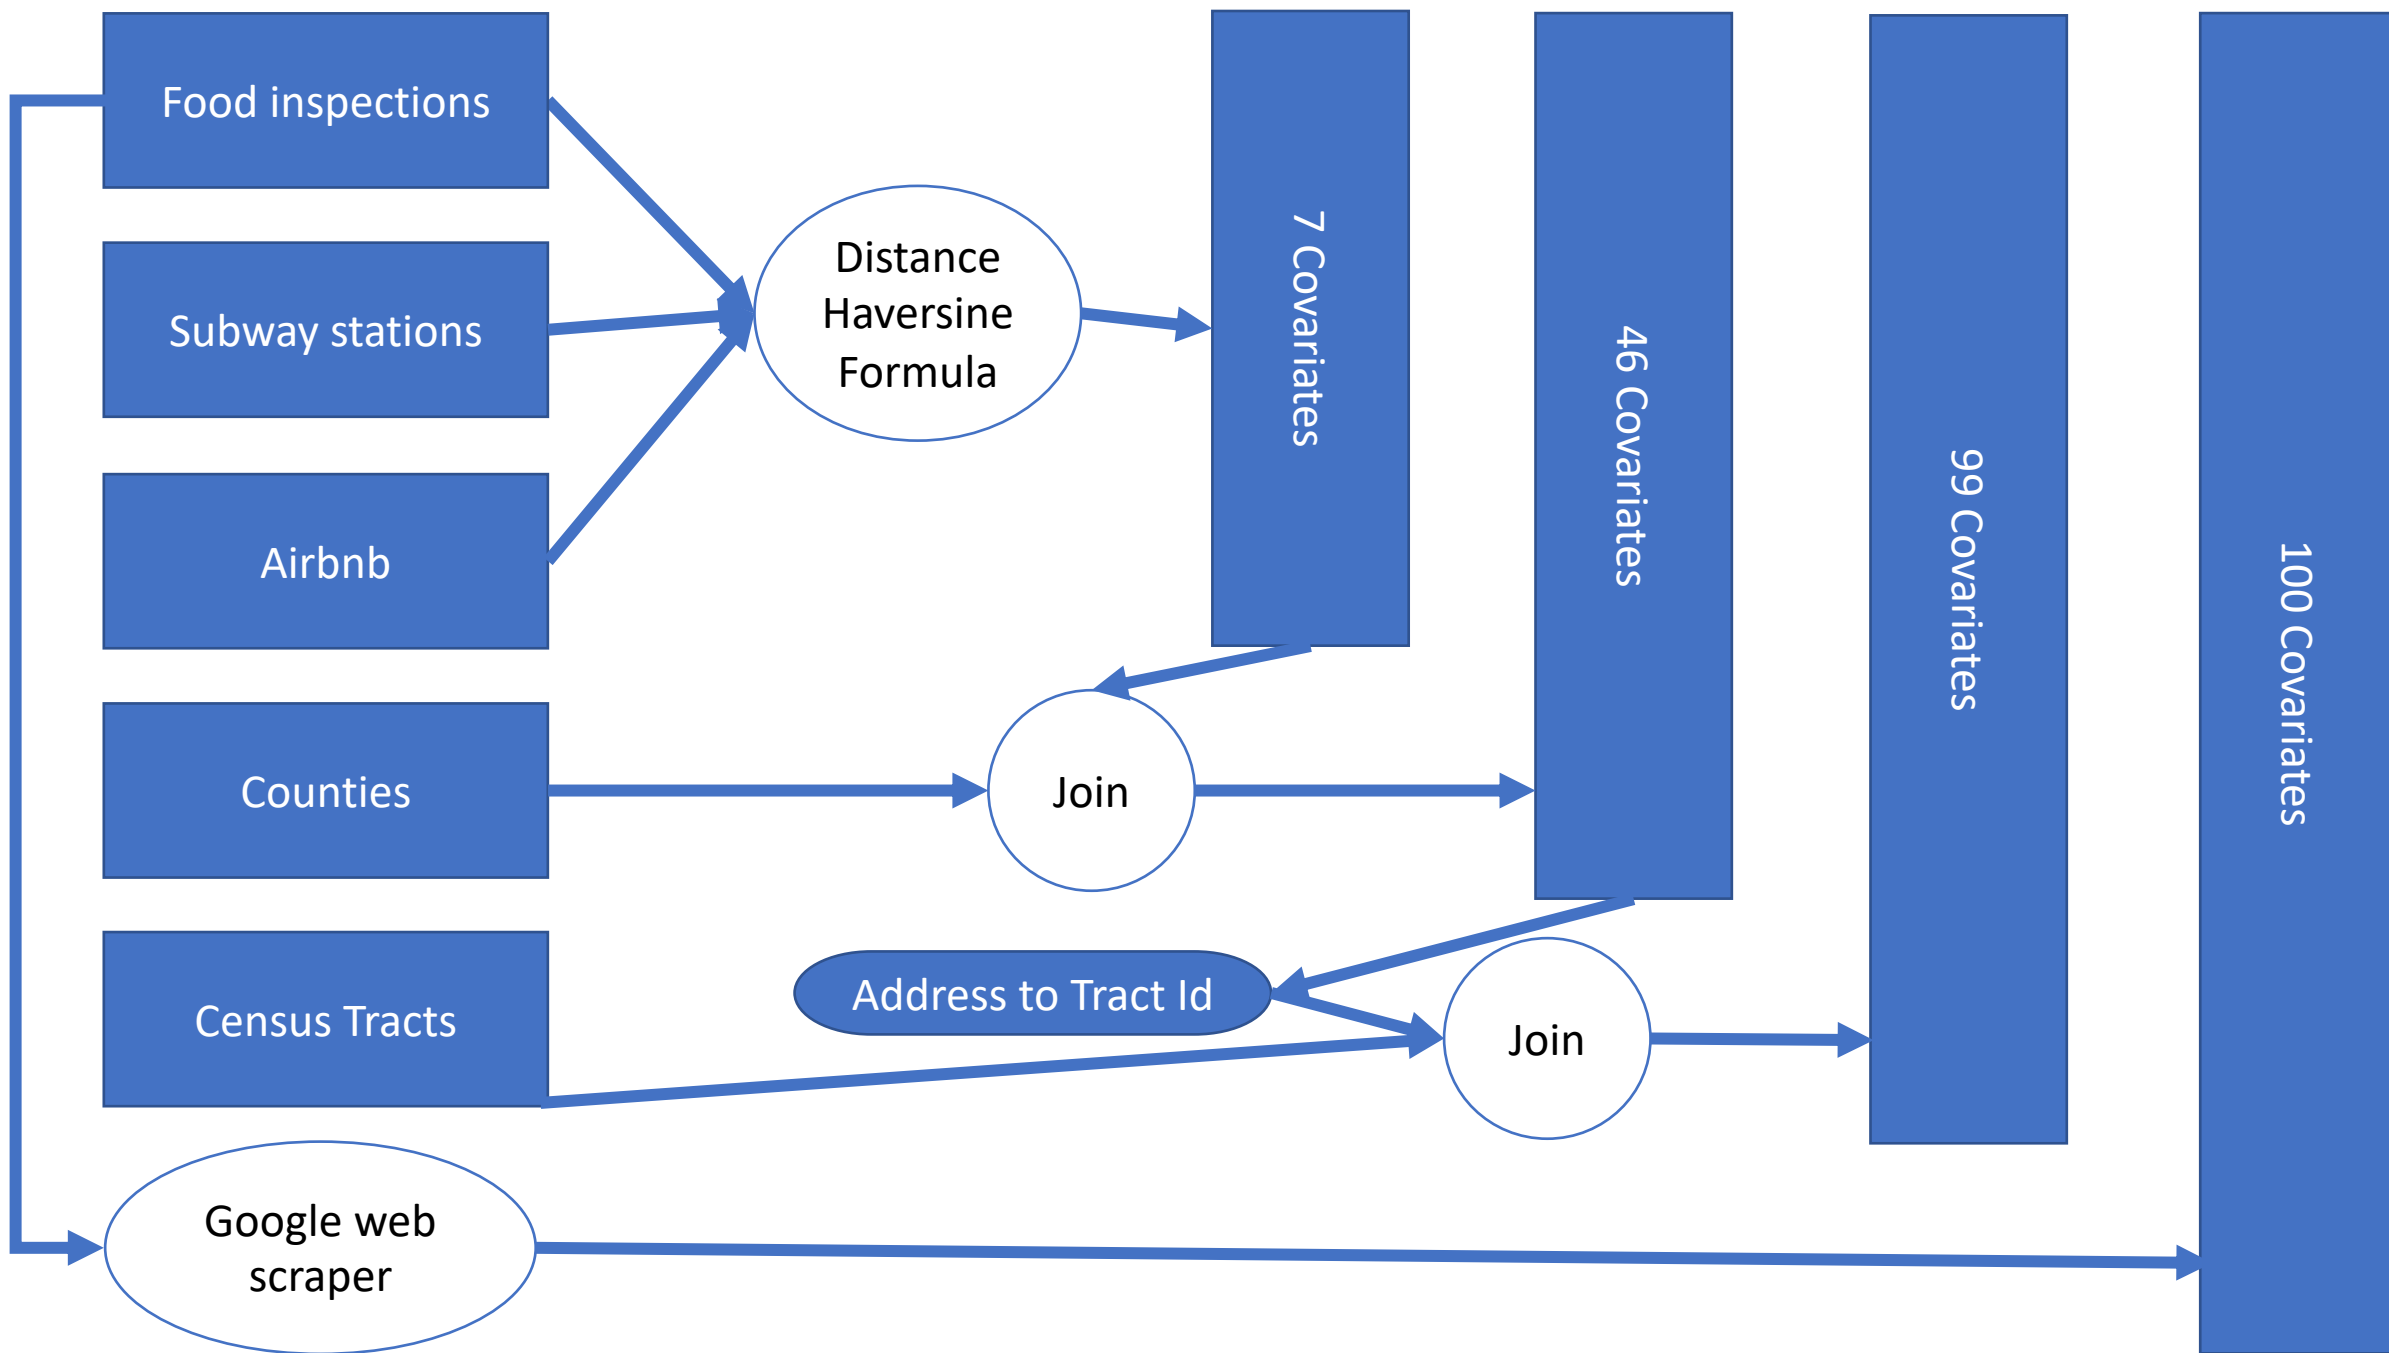 Food inspections
Subway stations
Airbnb
Counties
Census Tracts
Google web
scraper
Distance
Haversine
Formula
Join
Address to Tract Id
Join
7 Covariates
46 Covariates
99 Covariates
100 Covariates